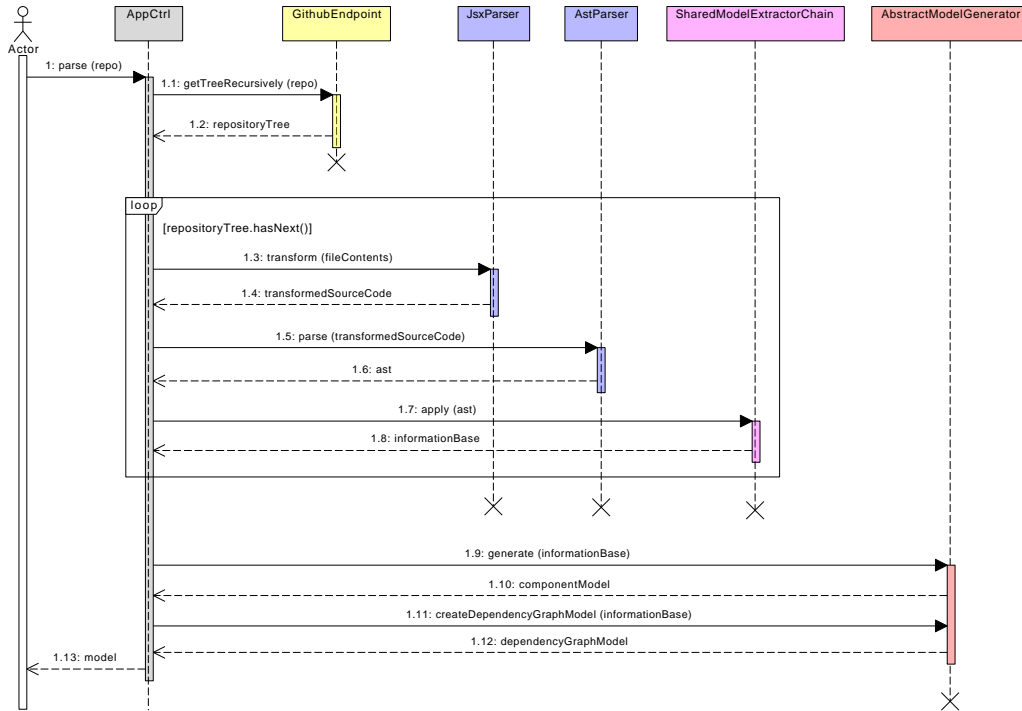 AppCtrl
GithubEndpoint
JsxParser
AstParser
SharedModelExtractorChain
AbstractModelGenerator
Actor
1: parse (repo)
1.1: getTreeRecursively (repo)
1.2: repositoryTree
loop
[repositoryTree.hasNext()]
1.3: transform (fileContents)
1.4: transformedSourceCode
1.5: parse (transformedSourceCode)
1.6: ast
1.7: apply (ast)
1.8: informationBase
1.9: generate (informationBase)
1.10: componentModel
1.11: createDependencyGraphModel (informationBase)
1.12: dependencyGraphModel
1.13: model